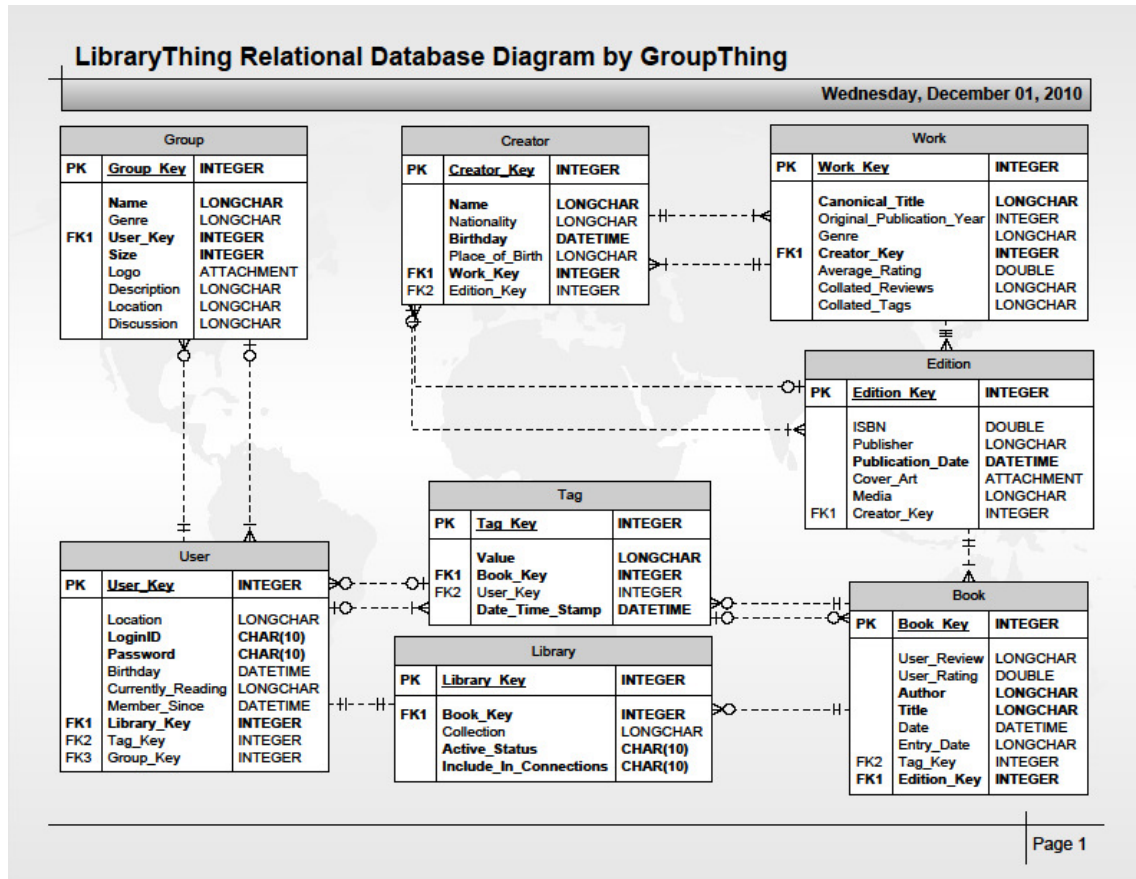 LibraryThing Relational Database Diagram by GroupThing
Wednesday, December 01, 2010
Group
PK Group_Key INTEGER
Name LONGCHAR
Genre LONGCHAR
FK1 User_Key INTEGER
Size INTEGER
Logo ATTACHMENT
Description LONGCHAR
Location LONGCHAR
Discussion LONGCHAR
Creator
PK Creator_Key INTEGER
Name LONGCHAR
Nationality LONGCHAR
Birthday DATETIME
Place_of_Birth LONGCHAR
FK1 Work_Key INTEGER
FK2 Edition_Key INTEGER
Work
PK Work_Key INTEGER
Canonical_Title LONGCHAR
Original_Publication_Year INTEGER
Genre LONGCHAR
FK1 Creator_Key INTEGER
Average_Rating DOUBLE
Collated_Reviews LONGCHAR
Collated_Tags LONGCHAR
Edition
PK Edition_Key INTEGER
ISBN DOUBLE
Publisher LONGCHAR
Publication_Date DATETIME
Cover_Art ATTACHMENT
Media LONGCHAR
FK1 Creator_Key INTEGER
Tag
PK Tag_Key INTEGER
Value LONGCHAR
FK1 Book_Key INTEGER
FK2 User_Key INTEGER
Date_Time_Stamp DATETIME
User
PK User_Key INTEGER
Location LONGCHAR
LoginID CHAR(10)
Password CHAR(10)
Birthday DATETIME
Currently_Reading LONGCHAR
Member_Since DATETIME
FK1 Library_Key INTEGER
FK2 Tag_Key INTEGER
FK3 Group_Key INTEGER
Library
PK Library_Key INTEGER
FK1 Book_Key INTEGER
Collection LONGCHAR
Active_Status CHAR(10)
Include_In_Connections CHAR(10)
Book
PK Book_Key INTEGER
User_Review LONGCHAR
User_Rating DOUBLE
Author LONGCHAR
Title LONGCHAR
Date DATETIME
Entry_Date LONGCHAR
FK2 Tag_Key INTEGER
FK1 Edition_Key INTEGER
Page 1